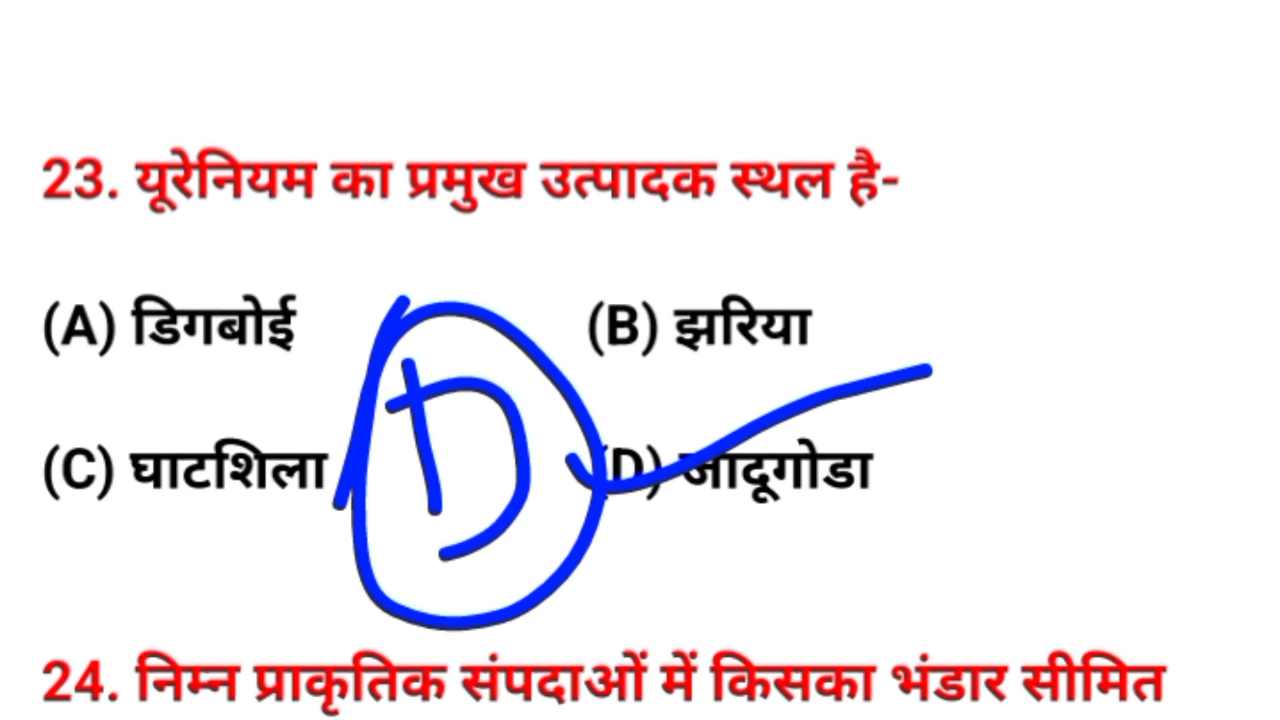 23. यूरेनियम का प्रमुख उत्पादक स्थल है-
(A) डिगबोई (B) झरिया
(C) घाटशिला D (D) जादूगोडा
24. निम्न प्राकृतिक संपदाओं में किसका भंडार सीमित